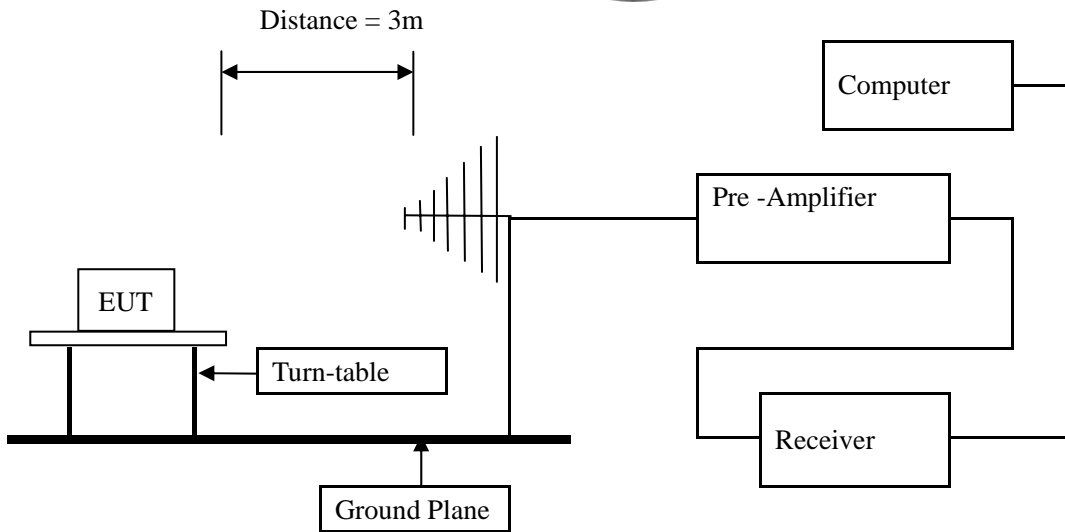 Distance = 3m
Computer
Pre -Amplifier
EUT
Turn-table
Receiver
Ground Plane